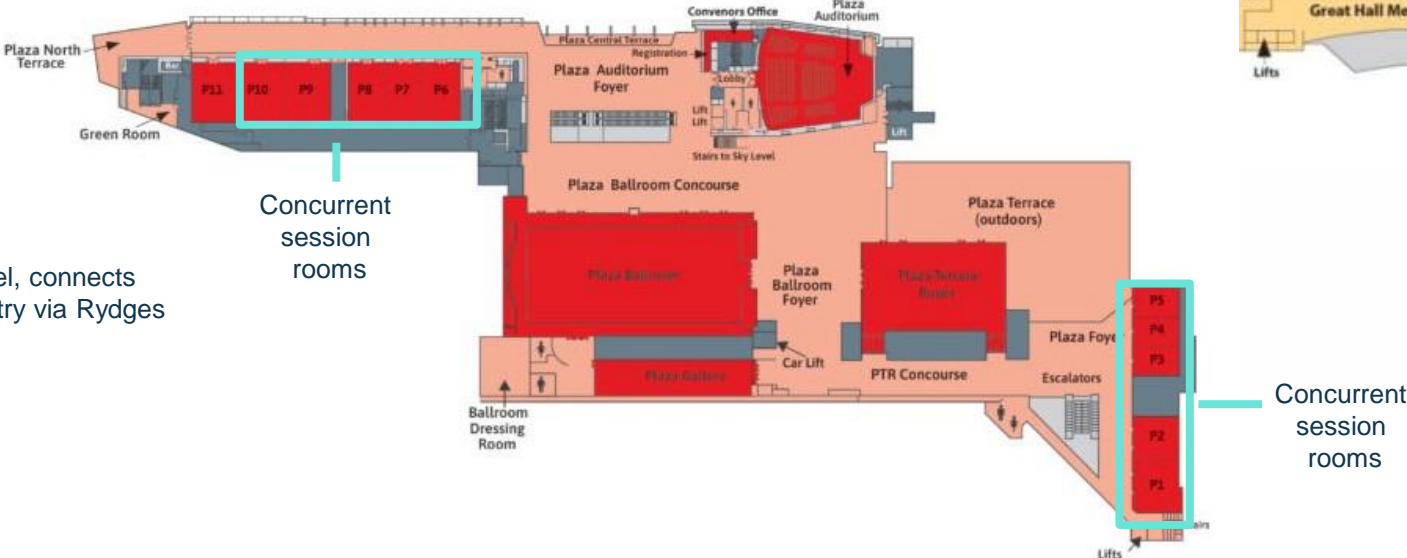 Convenors Office
Plaza
Auditorium
Great Hall Me
Lifts
Plaza North
Terrace
Plaza Central Terrace
Registration
Lobby
Plaza Auditorium
Foyer
Bar
P11
P10
P9
P8
P7
P6
Green Room
Lift
Lift
Lift
Stairs to Sky Level
Plaza Ballroom Concourse
Concurrent
session
rooms
Plaza Terrace
(outdoors)
el, connects
try via Rydges
Plaza Ballroom
Plaza
Ballroom
Foyer
Plaza Terrace
Room
P5
P4
P3
P2
P1
Plaza Foye
Car Lift
Plaza Gallery
PTR Concourse
Escalators
Ballroom
Dressing
Room
Concurrent
session
rooms
airs
Lifts